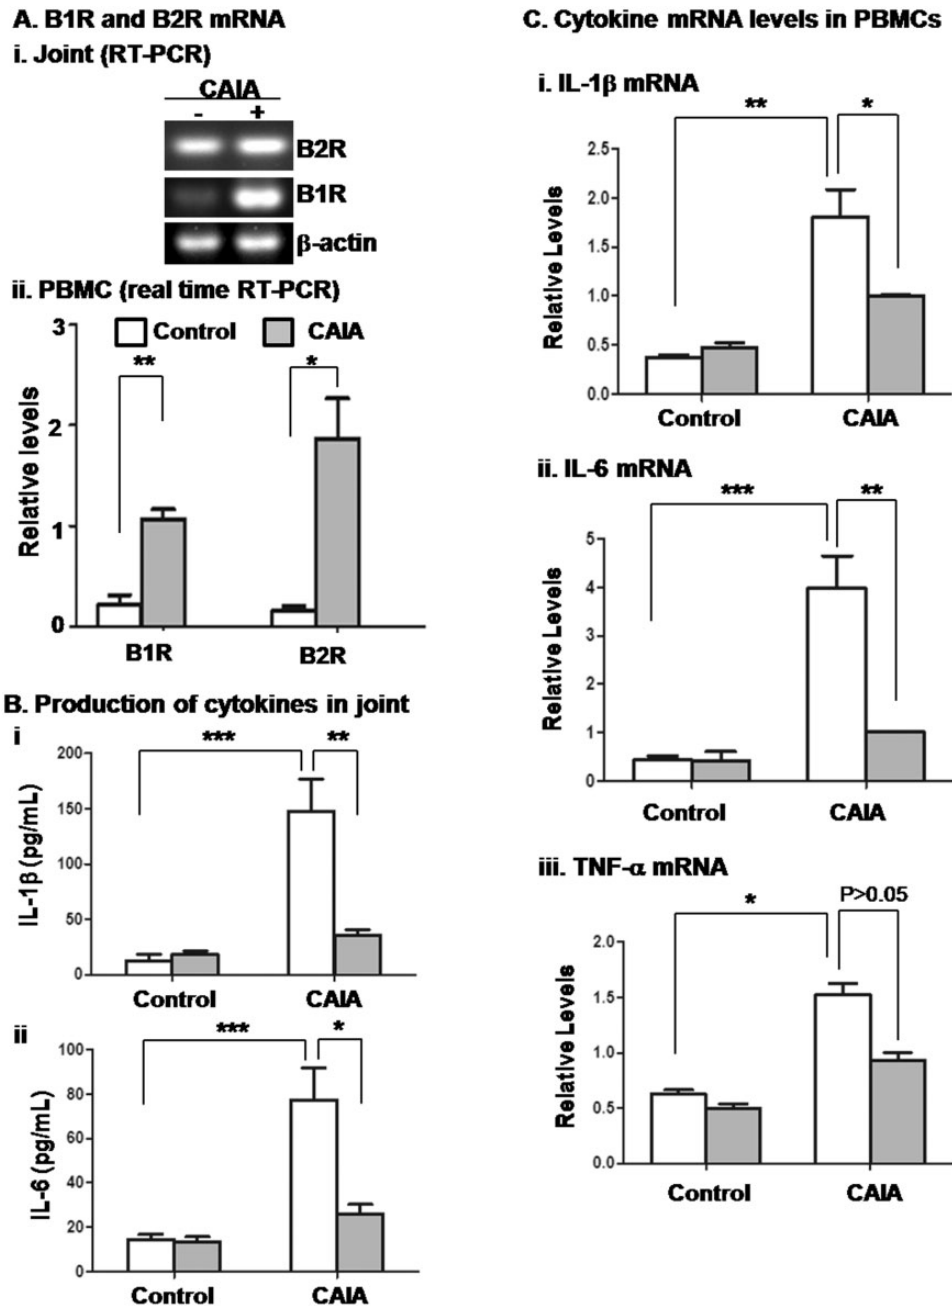 A. B1R and B2R mRNA
i. Joint (RT-PCR)
CAIA
- +
B2R
B1R
β-actin
ii. PBMC (real time RT-PCR)
3
2
1
0
Relative levels
Control CAIA
** *
B1R B2R
B. Production of cytokines in joint
i
*** **
200
150
100
50
0
IL-1β (pg/mL)
Control CAIA
ii
*** *
100
80
60
40
20
0
IL-6 (pg/mL)
Control CAIA
C. Cytokine mRNA levels in PBMCs
i. IL-1β mRNA
** *
2.5
2.0
1.5
1.0
0.5
0.0
Relative Levels
Control CAIA
ii. IL-6 mRNA
*** **
5
4
3
2
1
0
Relative Levels
Control CAIA
iii. TNF-α mRNA
* P>0.05
2.0
1.5
1.0
0.5
0.0
Relative Levels
Control CAIA